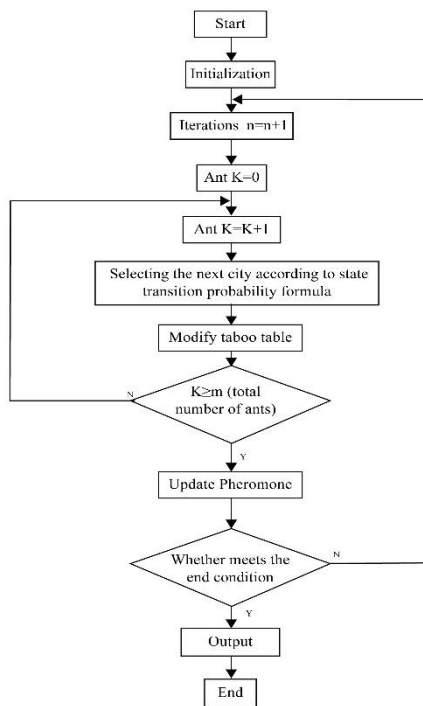 Start
Initialization
Iterations n=n+1
Ant K=0
Ant K=K+1
Selecting the next city according to state
transition probability formula
Modify taboo table
K≥m (total
number of ants)
N
Y
Update Pheromone
Whether meets the
end condition
N
Y
Output
End